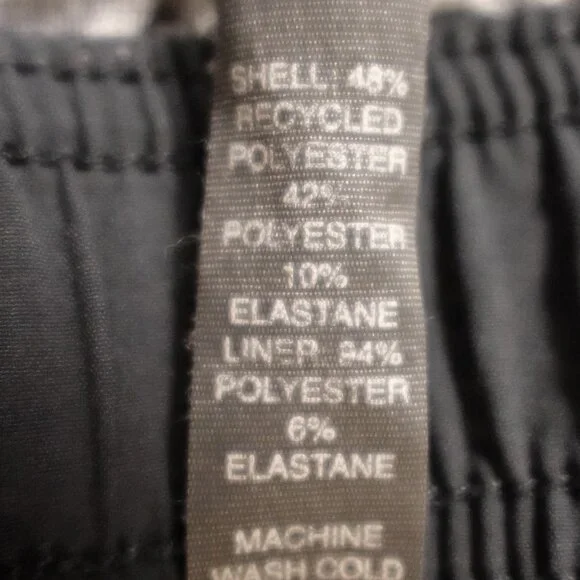 SHELL: 48%
RECYCLED
POLYESTER
42%
POLYESTER
10%
ELASTANE
LINER: 94%
POLYESTER
6%
ELASTANE
MACHINE
WASH COLD